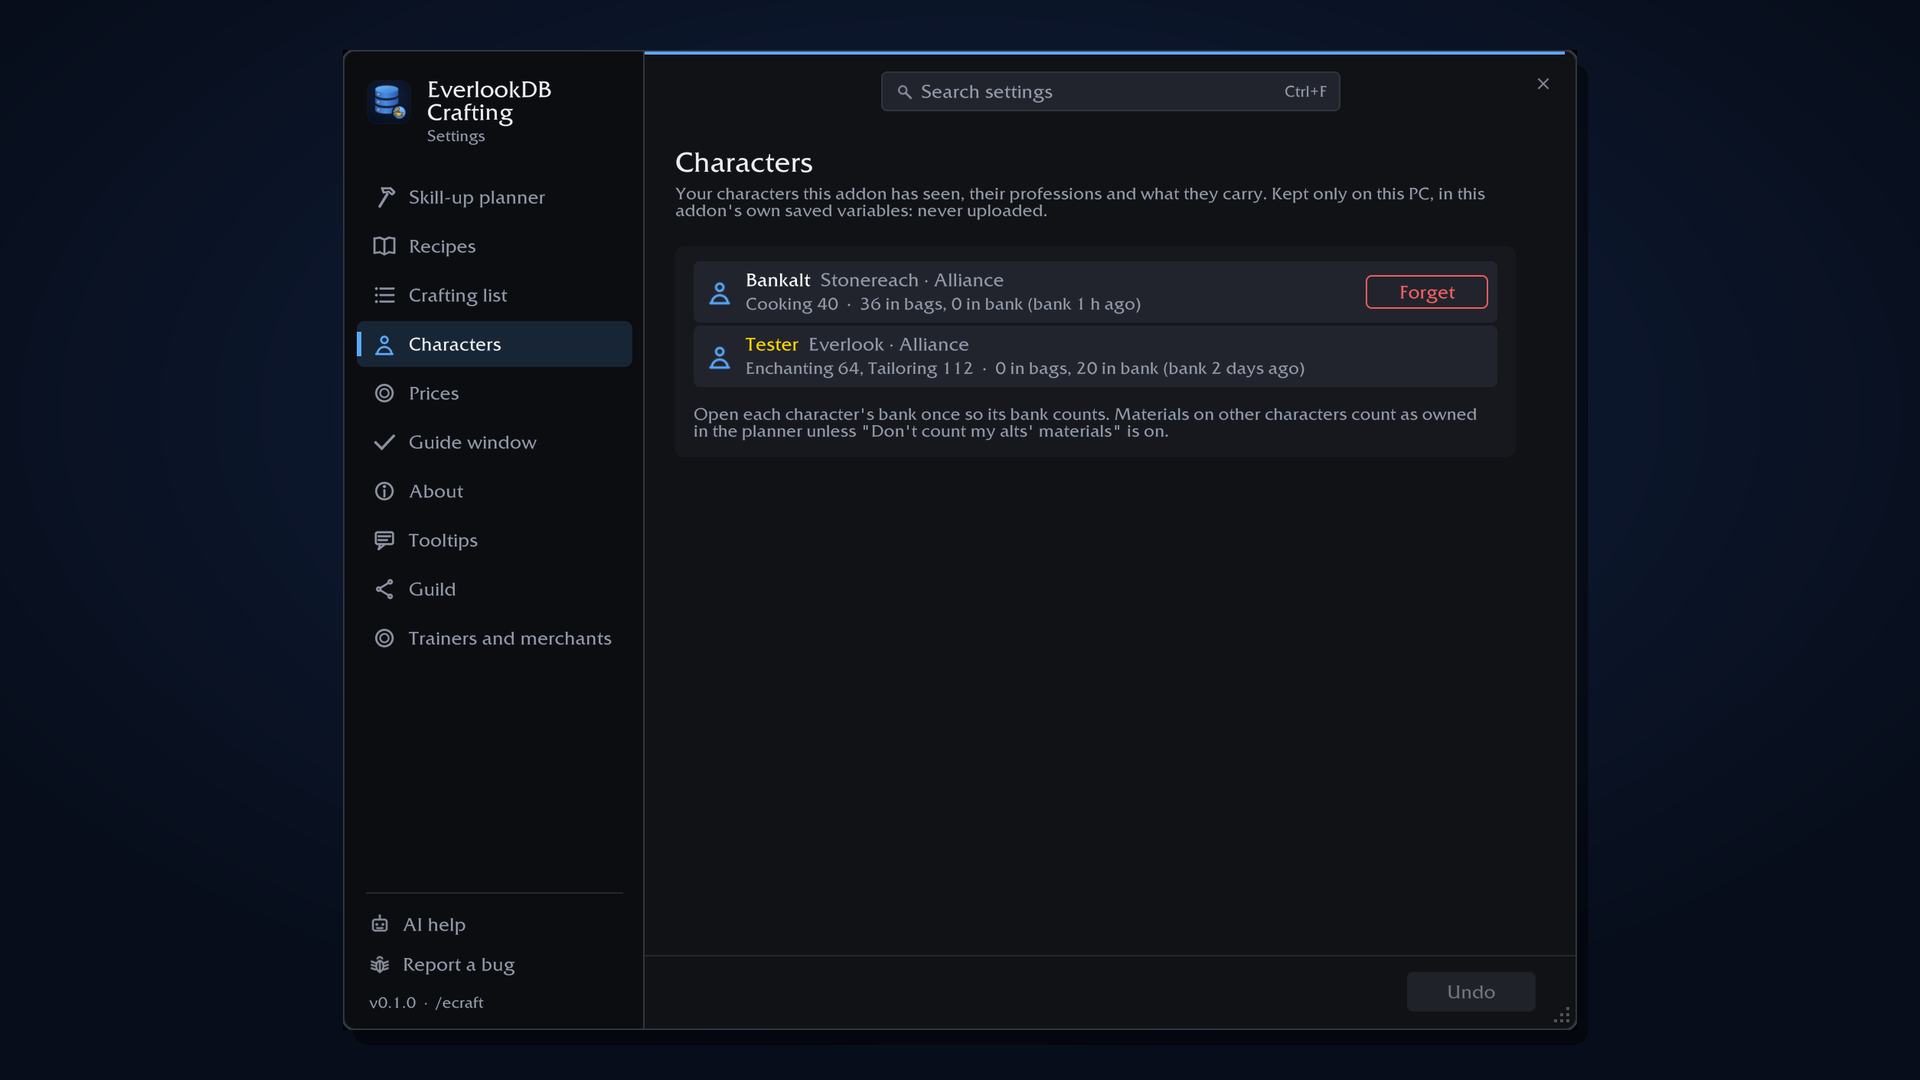 EverlookDB
Crafting
Settings
Skill-up planner
Recipes
Crafting list
Characters
Prices
Guide window
About
Tooltips
Guild
Trainers and merchants
AI help
Report a bug
v0.1.0 · /ecraft
Search settings
Ctrl+F
Characters
Your characters this addon has seen, their professions and what they carry. Kept only on this PC, in this
addon's own saved variables: never uploaded.
Bankalt Stonereach · Alliance
Cooking 40 · 36 in bags, 0 in bank (bank 1 h ago)
Forget
Tester Everlook · Alliance
Enchanting 64, Tailoring 112 · 0 in bags, 20 in bank (bank 2 days ago)
Open each character's bank once so its bank counts. Materials on other characters count as owned
in the planner unless "Don't count my alts' materials" is on.
Undo